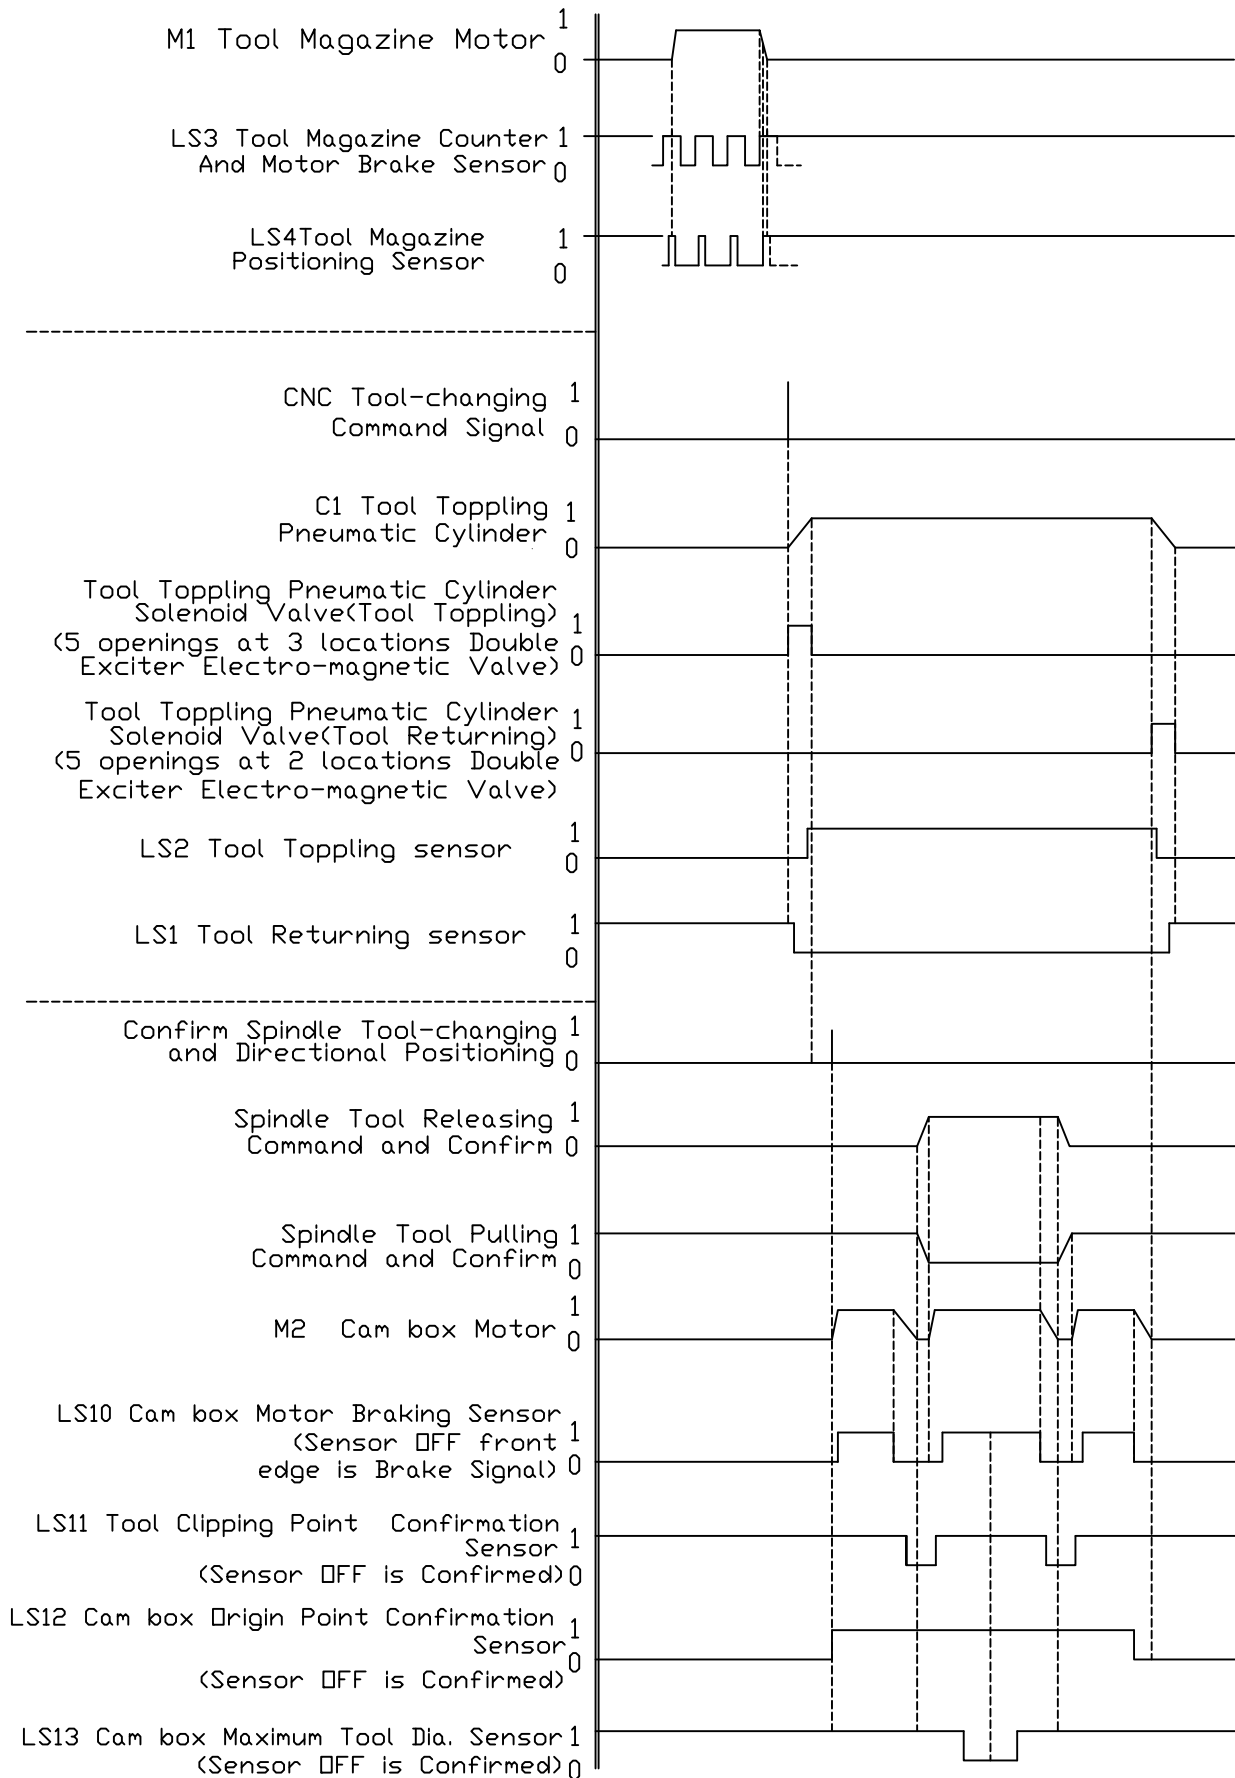 1
M1 Tool Magazine Motor
0
LS3 Tool Magazine Counter 1
And Motor Brake Sensor 0
LS4Tool Magazine 1
Positioning Sensor 0
CNC Tool-changing 1
Command Signal 0
C1 Tool Toppling 1
Pneumatic Cylinder 0
Tool Toppling Pneumatic Cylinder
Solenoid Valve(Tool Toppling) 1
(5 openings at 3 locations Double 0
Exciter Electro-magnetic Valve)
Tool Toppling Pneumatic Cylinder 1
Solenoid Valve(Tool Returning) 0
(5 openings at 2 locations Double
Exciter Electro-magnetic Valve)
LS2 Tool Toppling sensor 1
0
LS1 Tool Returning sensor 1
0
Confirm Spindle Tool-changing 1
and Directional Positioning 0
Spindle Tool Releasing 1
Command and Confirm 0
Spindle Tool Pulling 1
Command and Confirm 0
M2 Cam box Motor 1
0
LS10 Cam box Motor Braking Sensor
(Sensor OFF front 1
edge is Brake Signal) 0
LS11 Tool Clipping Point Confirmation
Sensor 1
(Sensor OFF is Confirmed) 0
LS12 Cam box Origin Point Confirmation 1
Sensor 0
(Sensor OFF is Confirmed)
LS13 Cam box Maximum Tool Dia. Sensor 1
(Sensor OFF is Confirmed) 0